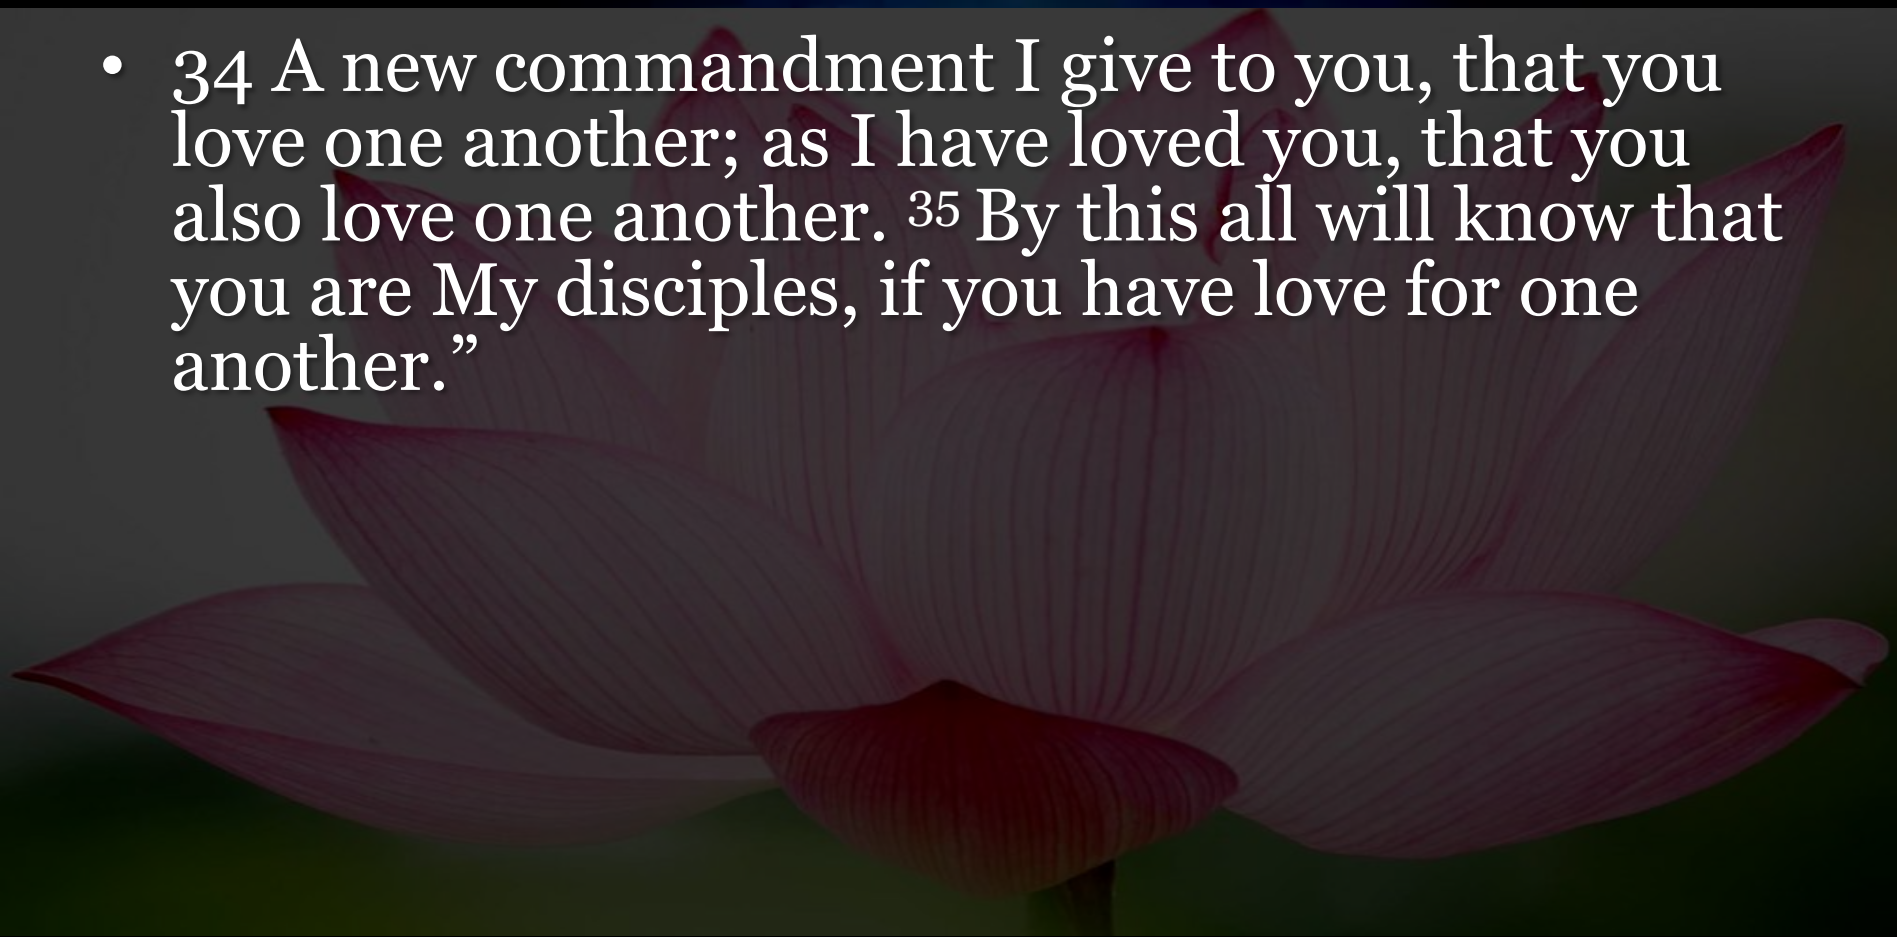 • 34 A new commandment I give to you, that you
love one another; as I have loved you, that you
also love one another. 35 By this all will know that
you are My disciples, if you have love for one
another.”